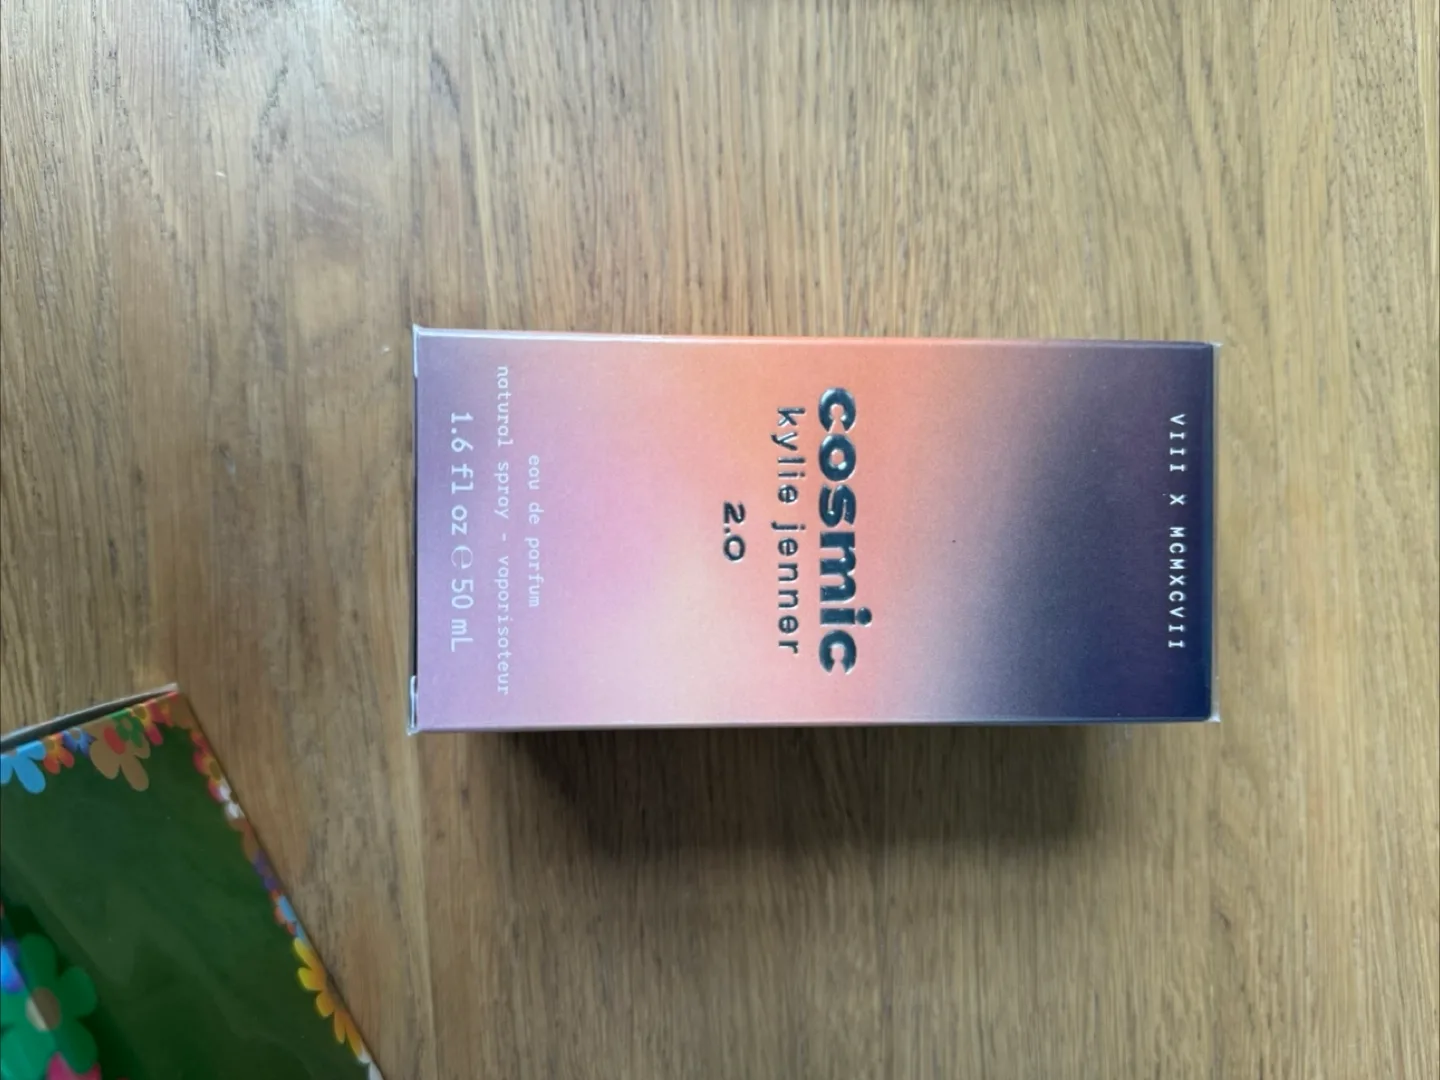 VIII X MCMXCVII
cosmic
kylie jenner
2.0
eau de parfum
natural spray - vaporisateur
1.6 fl oz ℮ 50 mL